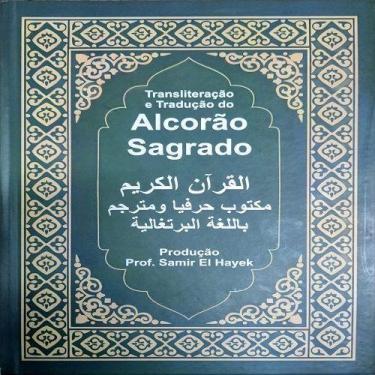 Transliteração
e Tradução do
Alcorão
Sagrado
القرآن الكريم
مكتوب حرفيا ومترجم
باللغة البرتغالية
Produção
Prof. Samir El Hayek